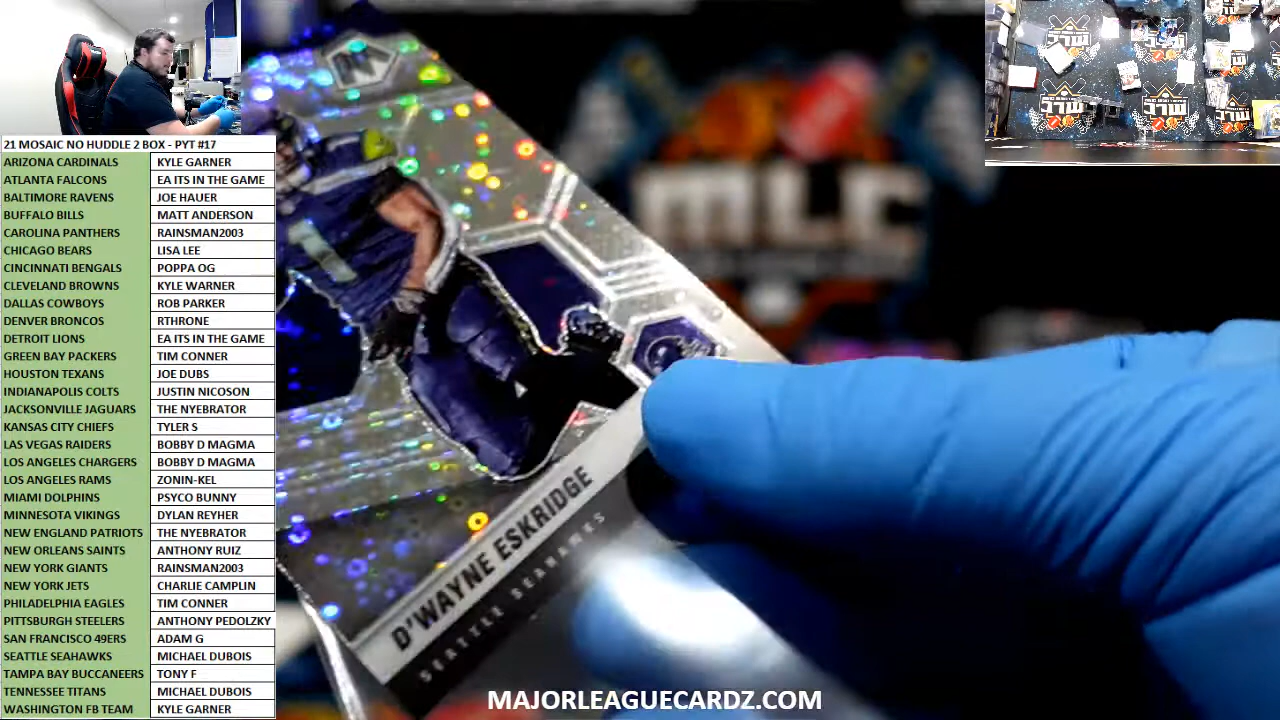 21 MOSAIC NO HUDDLE 2 BOX - PYT #17
ARIZONA CARDINALS KYLE GARNER
ATLANTA FALCONS EA ITS IN THE GAME
BALTIMORE RAVENS JOE HAUER
BUFFALO BILLS MATT ANDERSON
CAROLINA PANTHERS RAINSMAN2003
CHICAGO BEARS LISA LEE
CINCINNATI BENGALS POPPA OG
CLEVELAND BROWNS KYLE WARNER
DALLAS COWBOYS ROB PARKER
DENVER BRONCOS RTHRONE
DETROIT LIONS EA ITS IN THE GAME
GREEN BAY PACKERS TIM CONNER
HOUSTON TEXANS JOE DUBS
INDIANAPOLIS COLTS JUSTIN NICOSON
JACKSONVILLE JAGUARS THE NYEBRATOR
KANSAS CITY CHIEFS TYLER S
LAS VEGAS RAIDERS BOBBY D MAGMA
LOS ANGELES CHARGERS BOBBY D MAGMA
LOS ANGELES RAMS ZONIN-KEL
MIAMI DOLPHINS PSYCO BUNNY
MINNESOTA VIKINGS DYLAN REYHER
NEW ENGLAND PATRIOTS THE NYEBRATOR
NEW ORLEANS SAINTS ANTHONY RUIZ
NEW YORK GIANTS RAINSMAN2003
NEW YORK JETS CHARLIE CAMPLIN
PHILADELPHIA EAGLES TIM CONNER
PITTSBURGH STEELERS ANTHONY PEDOLZKY
SAN FRANCISCO 49ERS ADAM G
SEATTLE SEAHAWKS MICHAEL DUBOIS
TAMPA BAY BUCCANEERS TONY F
TENNESSEE TITANS MICHAEL DUBOIS
WASHINGTON FB TEAM KYLE GARNER
MLC
D'WAYNE ESKRIDGE
SEATTLE SEAHAWKS
MLC
MLC
MLC
MAJORLEAGUECARDZ.COM